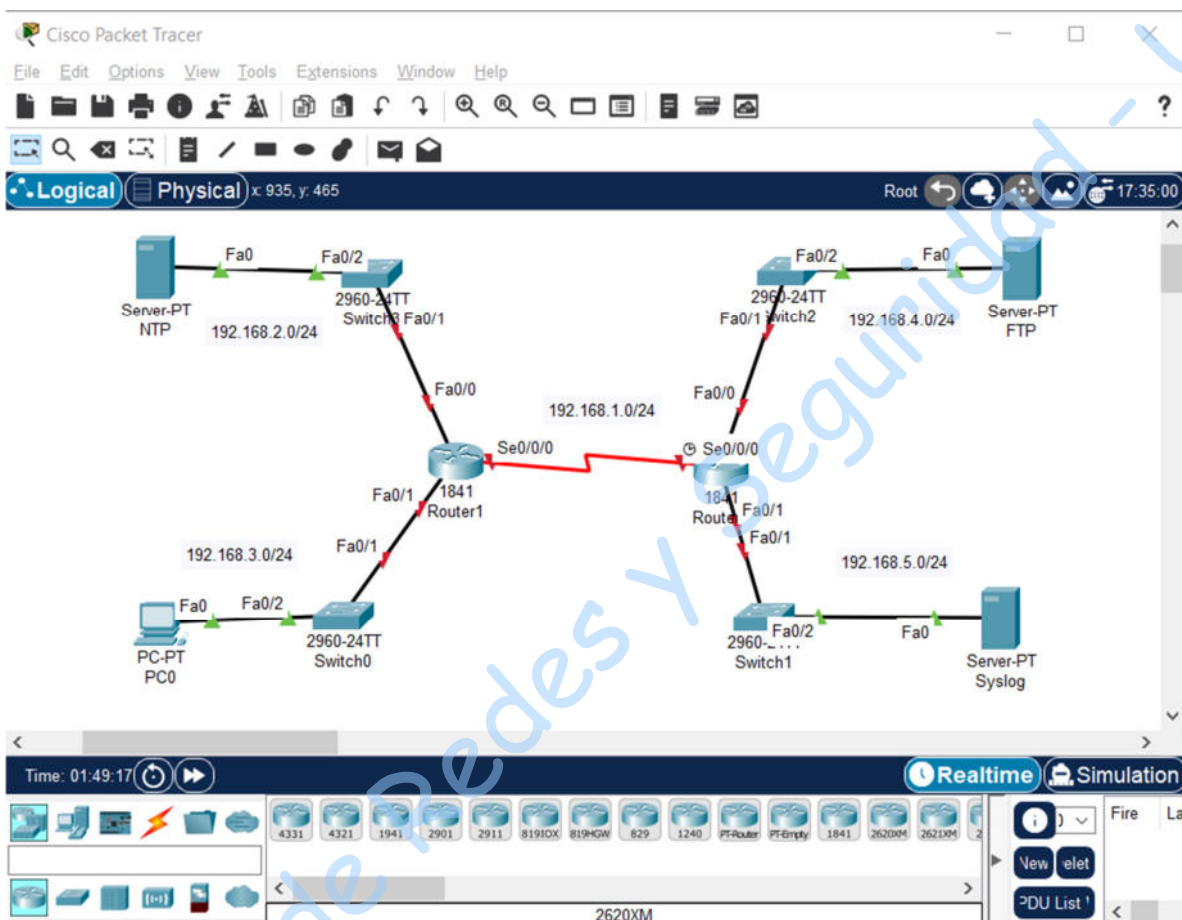 Cisco Packet Tracer
File Edit Options View Tools Extensions Window Help
?
Logical Physical x: 935, y: 465 Root 17:35:00
Fa0 Fa0/2
Server-PT
NTP
192.168.2.0/24
2960-24TT
Switch3 Fa0/1
Fa0/2 Fa0
2960-24TT
Fa0/1
192.168.4.0/24
Server-PT
FTP
Fa0/0
192.168.1.0/24
Fa0/0
Se0/0/0
Se0/0/0
1841
Router1
Fa0/1
Fa0/1
192.168.3.0/24
Fa0/1
Fa0/1
192.168.5.0/24
Fa0 Fa0/2
PC-PT
PC0
2960-24TT
Switch0
Fa0/2 Fa0
Switch1
Server-PT
Syslog
de Redes y Seguridad -
Time: 01:49:17 Realtime Simulation
4331 4321 1941 2901 2911 819IOX 819HGW 829 1240 PT-Router PT-Empty 1841 2620XM 2621XM
Fire
New
PDU List
2620XM